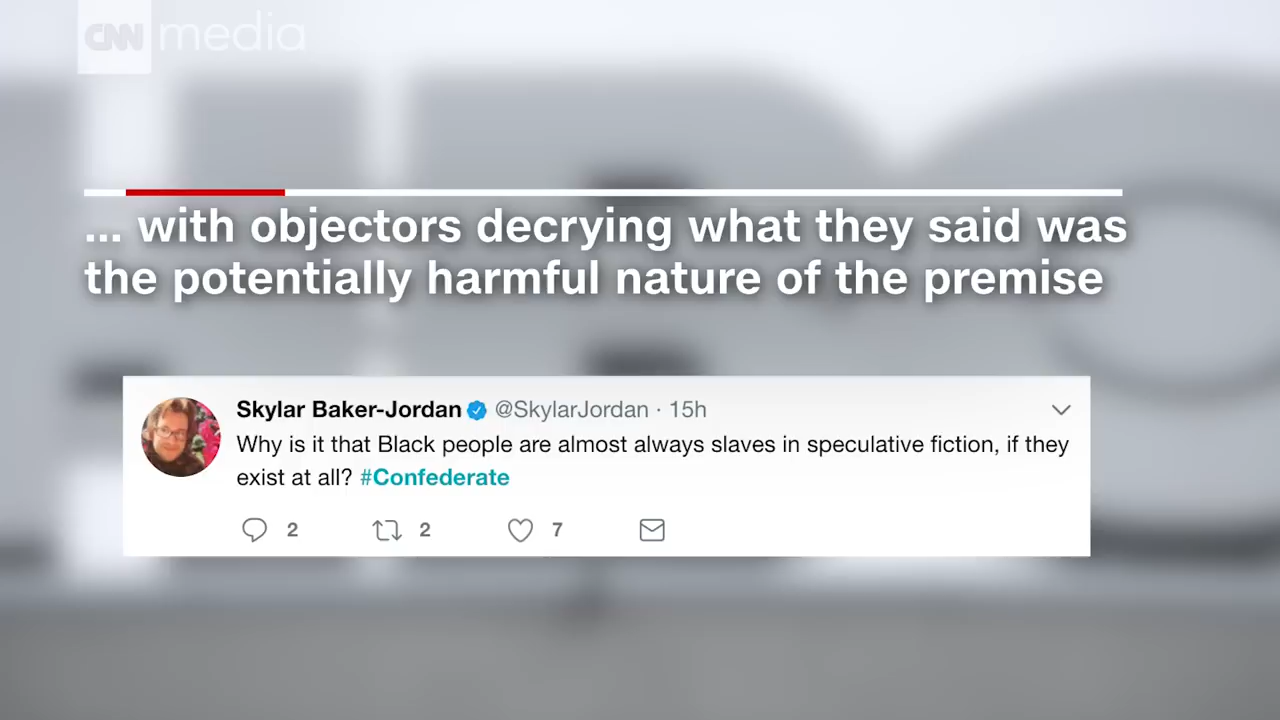 CNN media
... with objectors decrying what they said was
the potentially harmful nature of the premise
Skylar Baker-Jordan @SkylarJordan · 15h
Why is it that Black people are almost always slaves in speculative fiction, if they
exist at all? #Confederate
2 2 7